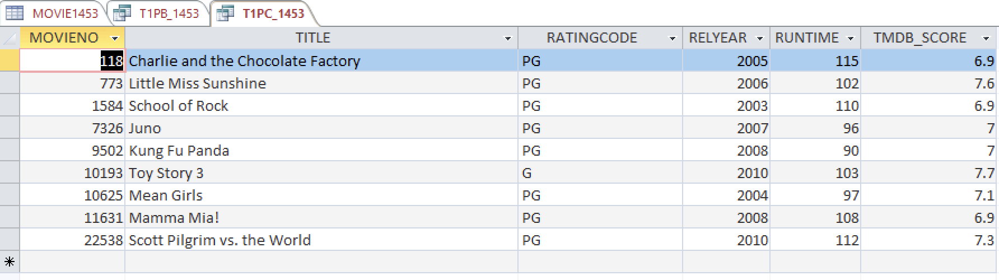 MOVIE1453 T1PB_1453 T1PC_1453
MOVIENO TITLE RATINGCODE RELYEAR RUNTIME TMDB_SCORE
118 Charlie and the Chocolate Factory PG 2005 115 6.9
773 Little Miss Sunshine PG 2006 102 7.6
1584 School of Rock PG 2003 110 6.9
7326 Juno PG 2007 96 7
9502 Kung Fu Panda PG 2008 90 7
10193 Toy Story 3 G 2010 103 7.7
10625 Mean Girls PG 2004 97 7.1
11631 Mamma Mia! PG 2008 108 6.9
22538 Scott Pilgrim vs. the World PG 2010 112 7.3